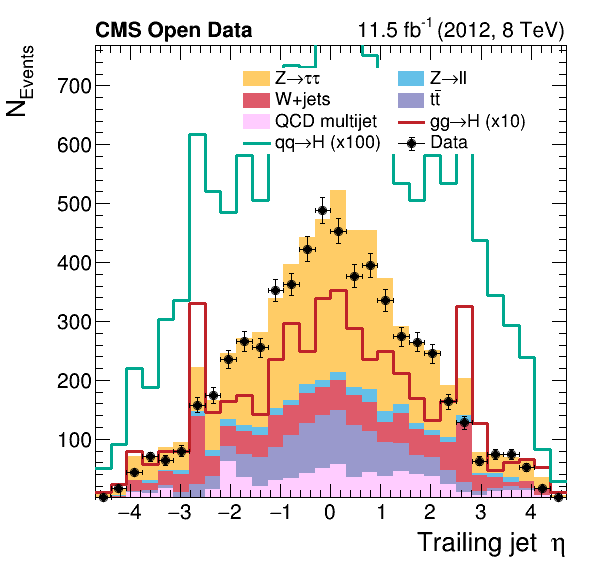 CMS Open Data 11.5 fb⁻¹ (2012, 8 TeV)
N_Events
700
600
500
400
300
200
100
Z→ττ Z→ll
W+jets tt̄
QCD multijet gg→H (x10)
qq→H (x100) Data
−4 −3 −2 −1 0 1 2 3 4
Trailing jet η